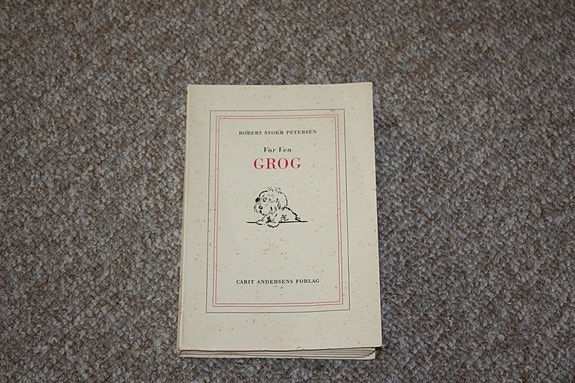 ROBERT STORM PETERSEN
Vor Ven
GROG
CARIT ANDERSENS FORLAG